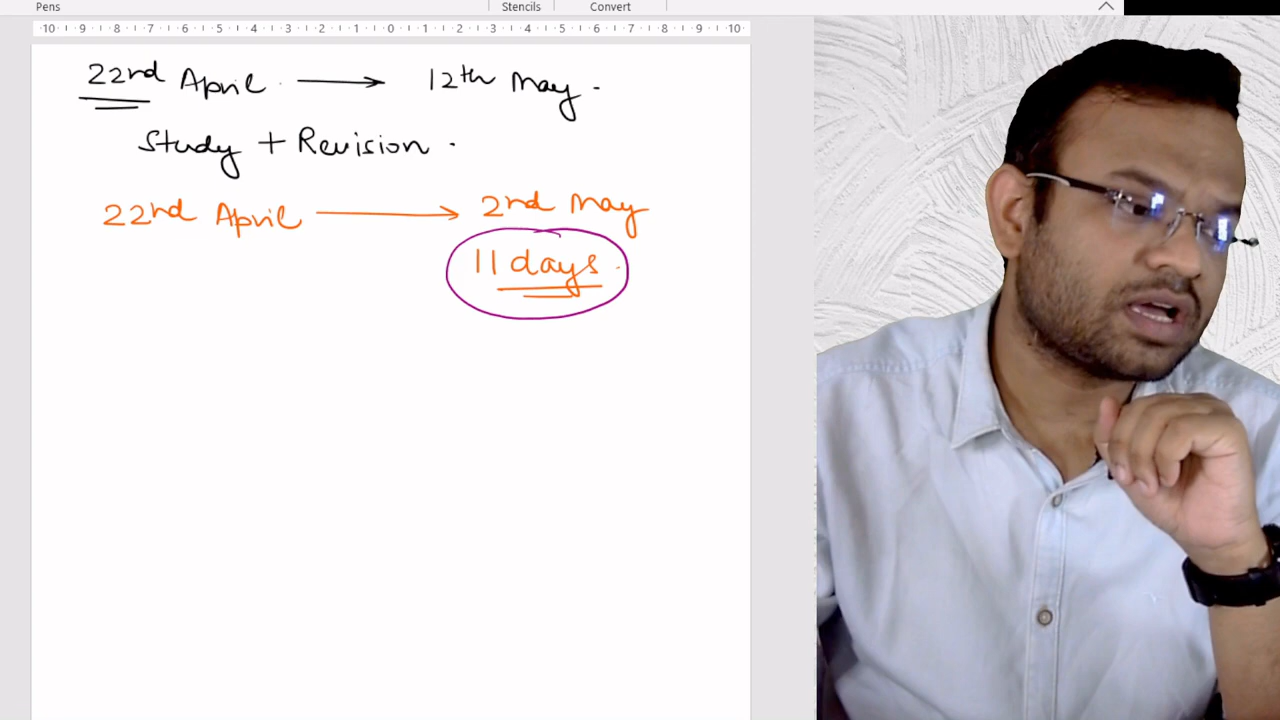 Pens Stencils Convert
10 9 8 7 6 5 4 3 2 1 0 1 2 3 4 5 6 7 8 9 10
22nd April → 12th May.
Study + Revision.
22nd April → 2nd May
11 days